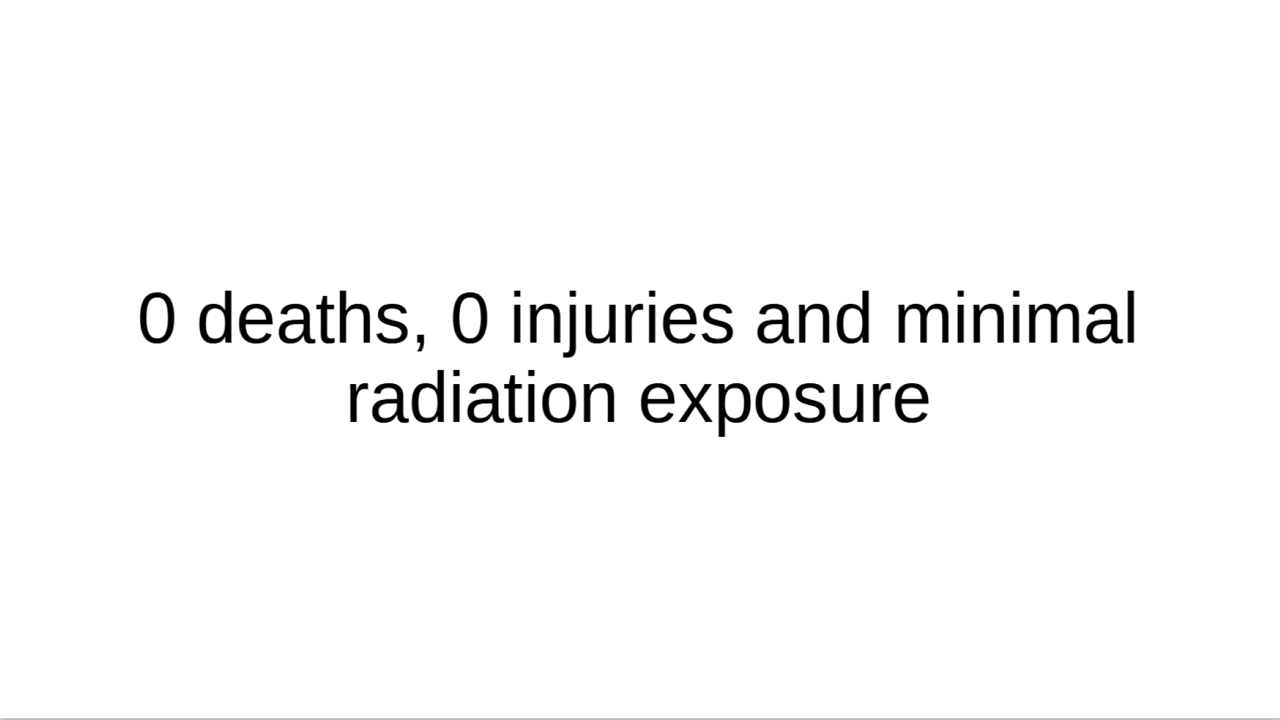 0 deaths, 0 injuries and minimal
radiation exposure